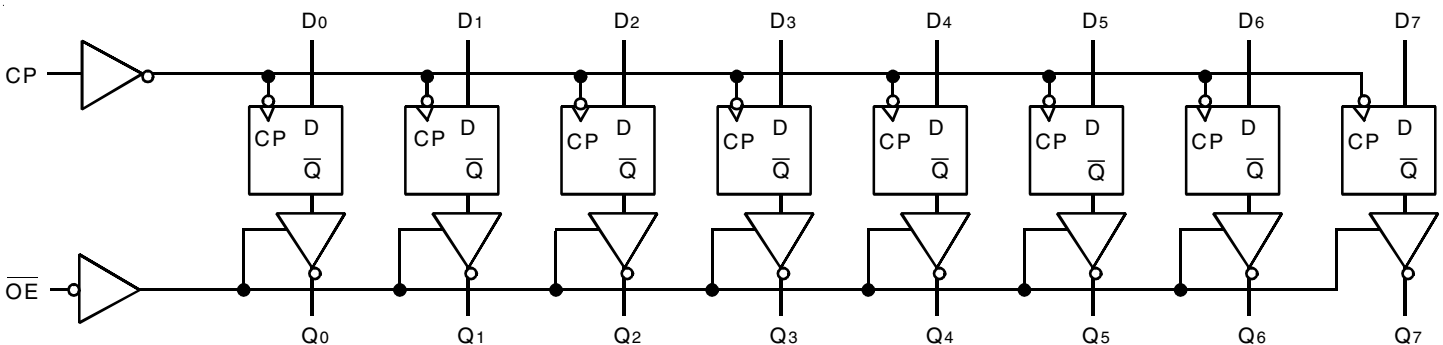 D0 D1 D2 D3 D4 D5 D6 D7
CP
CP D CP D CP D CP D CP D CP D CP D CP D
Q̅ Q̅ Q̅ Q̅ Q̅ Q̅ Q̅ Q̅
O̅E̅
Q0 Q1 Q2 Q3 Q4 Q5 Q6 Q7